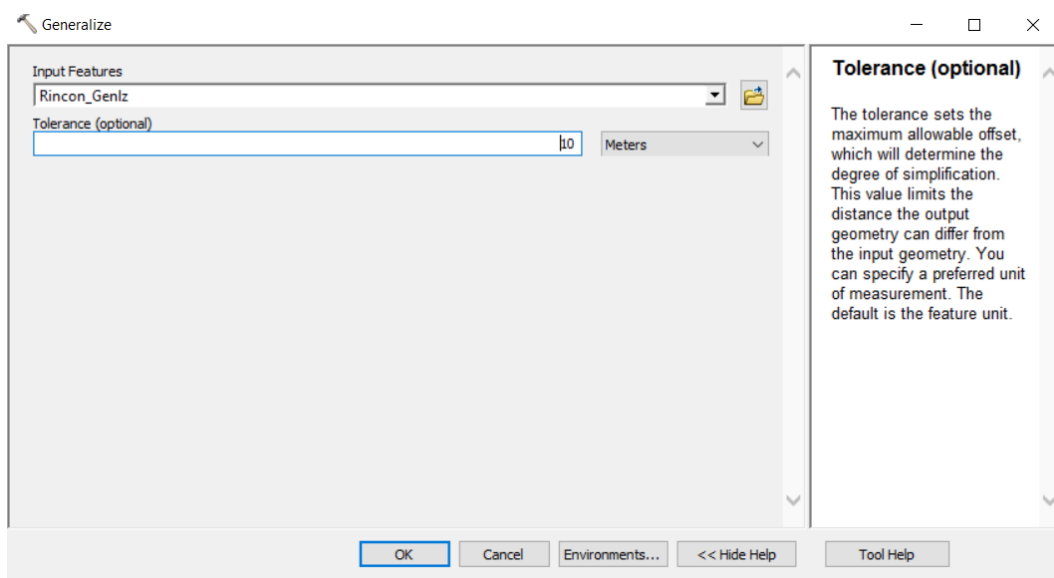 Generalize
Input Features
Rincon_Genlz
Tolerance (optional)
10
Meters
OK
Cancel
Environments...
<< Hide Help
Tolerance (optional)
The tolerance sets the
maximum allowable offset,
which will determine the
degree of simplification.
This value limits the
distance the output
geometry can differ from
the input geometry. You
can specify a preferred unit
of measurement. The
default is the feature unit.
Tool Help